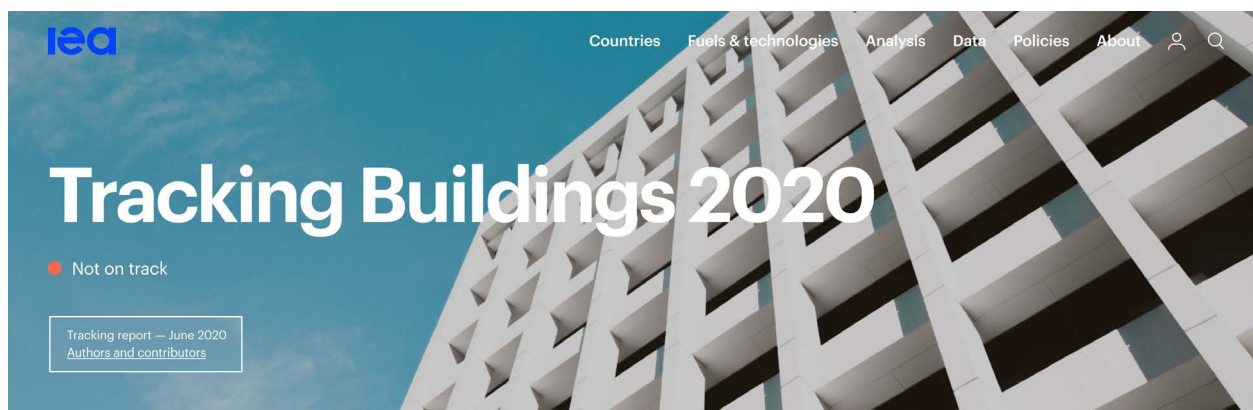 iea
Countries Fuels & technologies Analysis Data Policies About
Tracking Buildings 2020
Not on track
Tracking report — June 2020
Authors and contributors